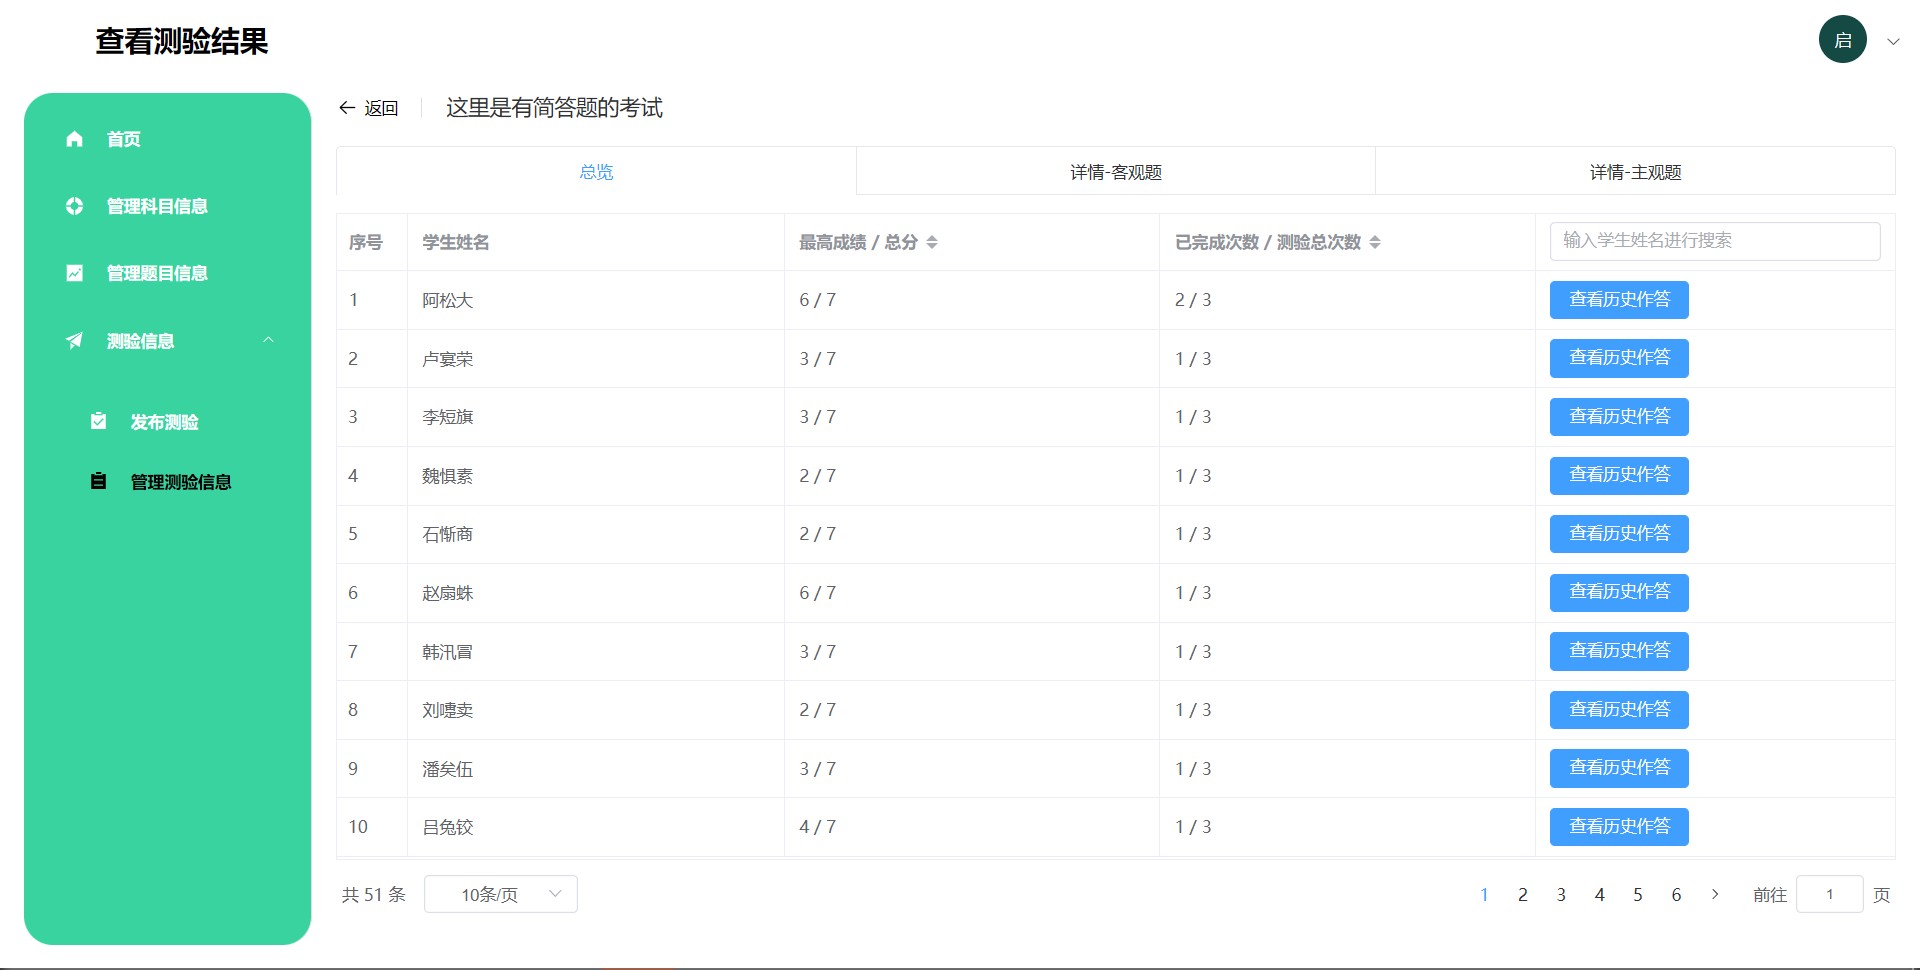 查看测验结果
启
首页
管理科目信息
管理题目信息
测验信息
发布测验
管理测验信息
返回 这里是有简答题的考试
总览 详情-客观题 详情-主观题
序号 学生姓名 最高成绩 / 总分 已完成次数 / 测验总次数 输入学生姓名进行搜索
1 阿松大 6 / 7 2 / 3 查看历史作答
2 卢宴荣 3 / 7 1 / 3 查看历史作答
3 李短旗 3 / 7 1 / 3 查看历史作答
4 魏惧素 2 / 7 1 / 3 查看历史作答
5 石惭商 2 / 7 1 / 3 查看历史作答
6 赵扇蛛 6 / 7 1 / 3 查看历史作答
7 韩汛冒 3 / 7 1 / 3 查看历史作答
8 刘嚏卖 2 / 7 1 / 3 查看历史作答
9 潘矣伍 3 / 7 1 / 3 查看历史作答
10 吕兔铰 4 / 7 1 / 3 查看历史作答
共 51 条 10条/页 1 2 3 4 5 6 前往 1 页